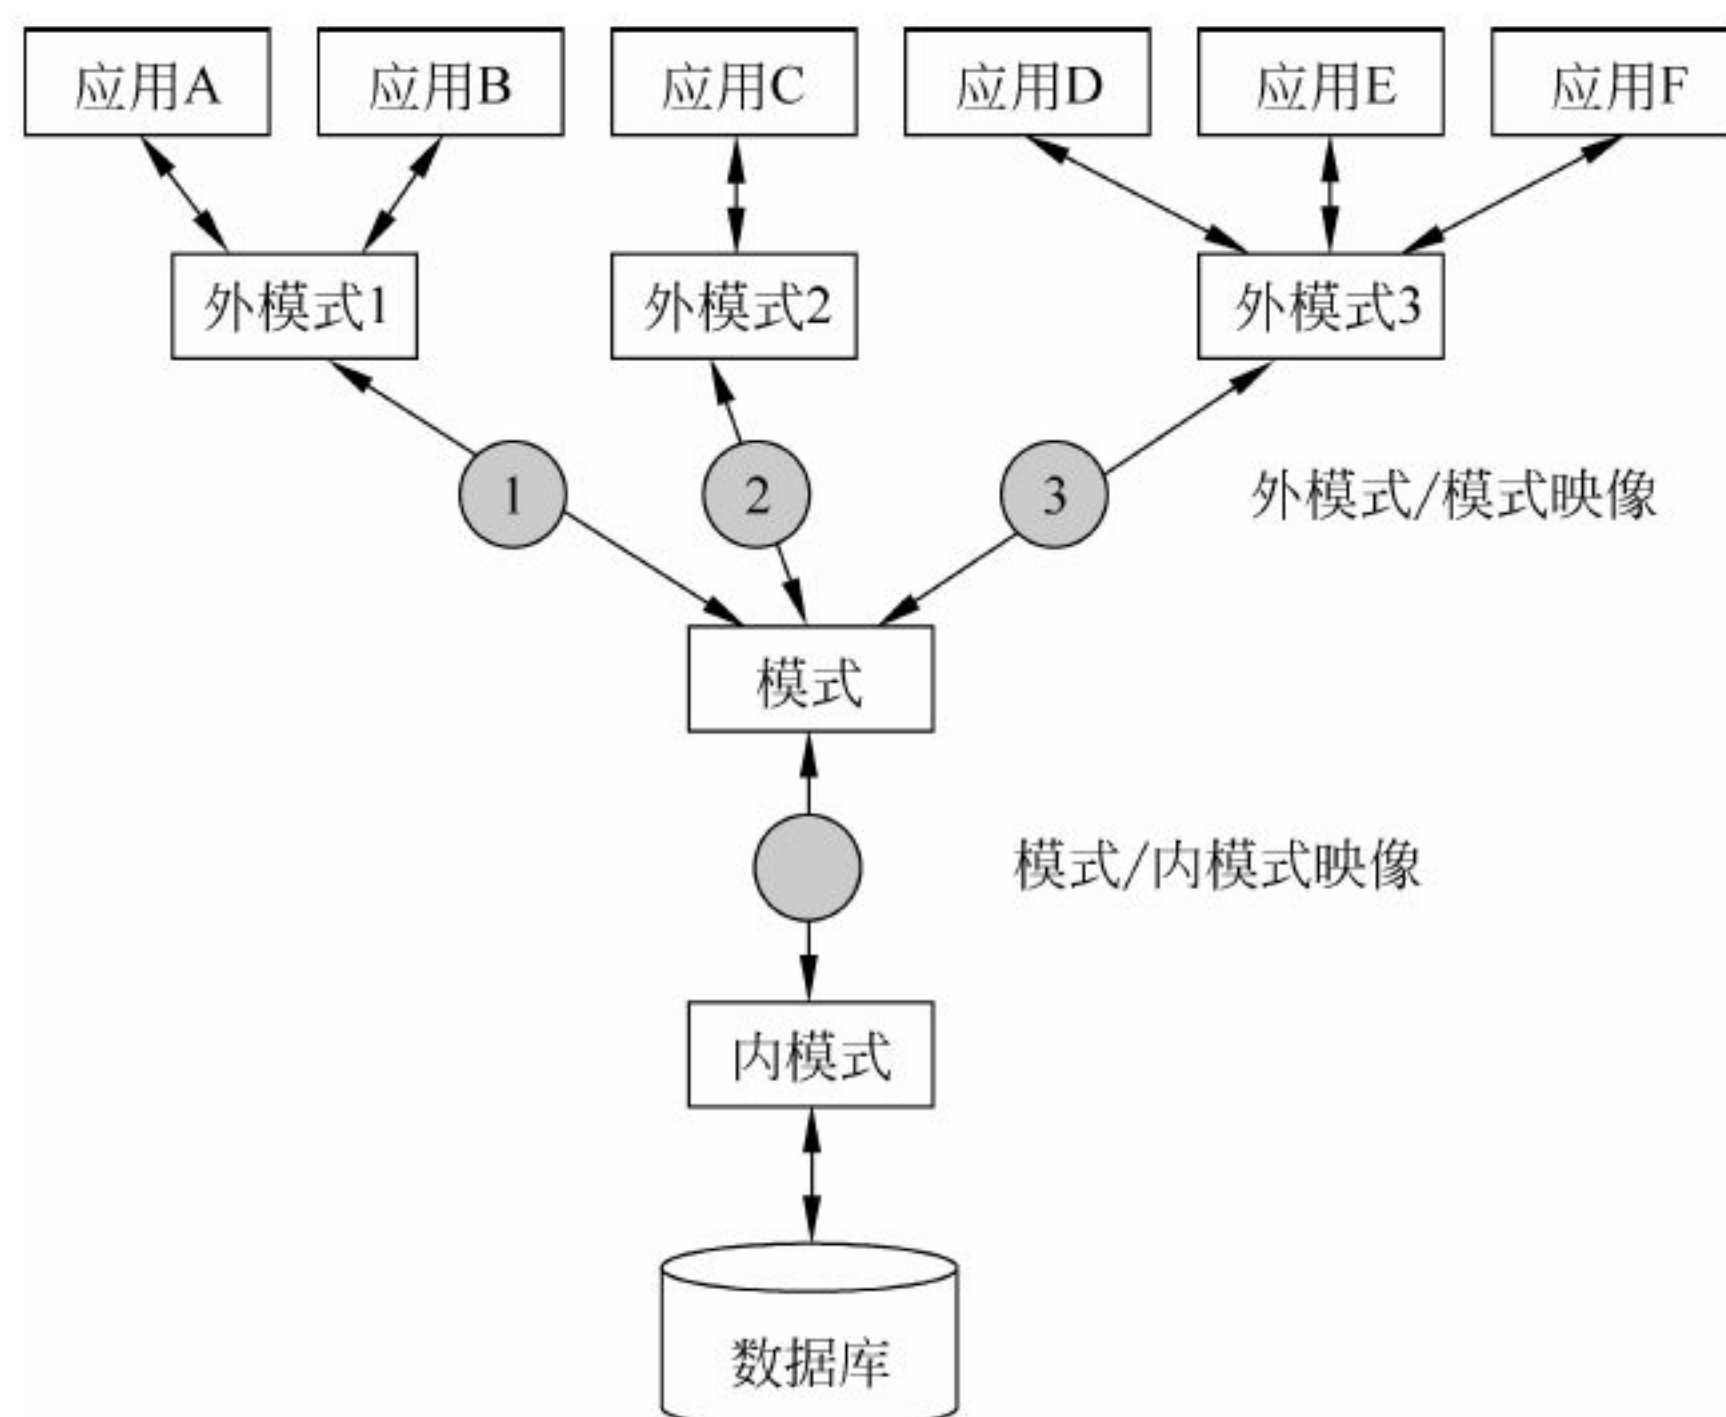 应用A
应用B
应用C
应用D
应用E
应用F
外模式1
外模式2
外模式3
1
2
3
外模式/模式映像
模式
模式/内模式映像
内模式
数据库